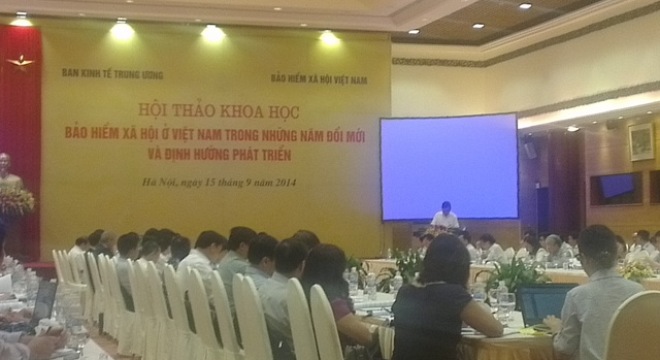 BAN KINH TẾ TRUNG ƯƠNG
BẢO HIỂM XÃ HỘI VIỆT NAM
HỘI THẢO KHOA HỌC
BẢO HIỂM XÃ HỘI Ở VIỆT NAM TRONG NHỮNG NĂM ĐỔI MỚI
VÀ ĐỊNH HƯỚNG PHÁT TRIỂN
Hà Nội, ngày 15 tháng 9 năm 2014